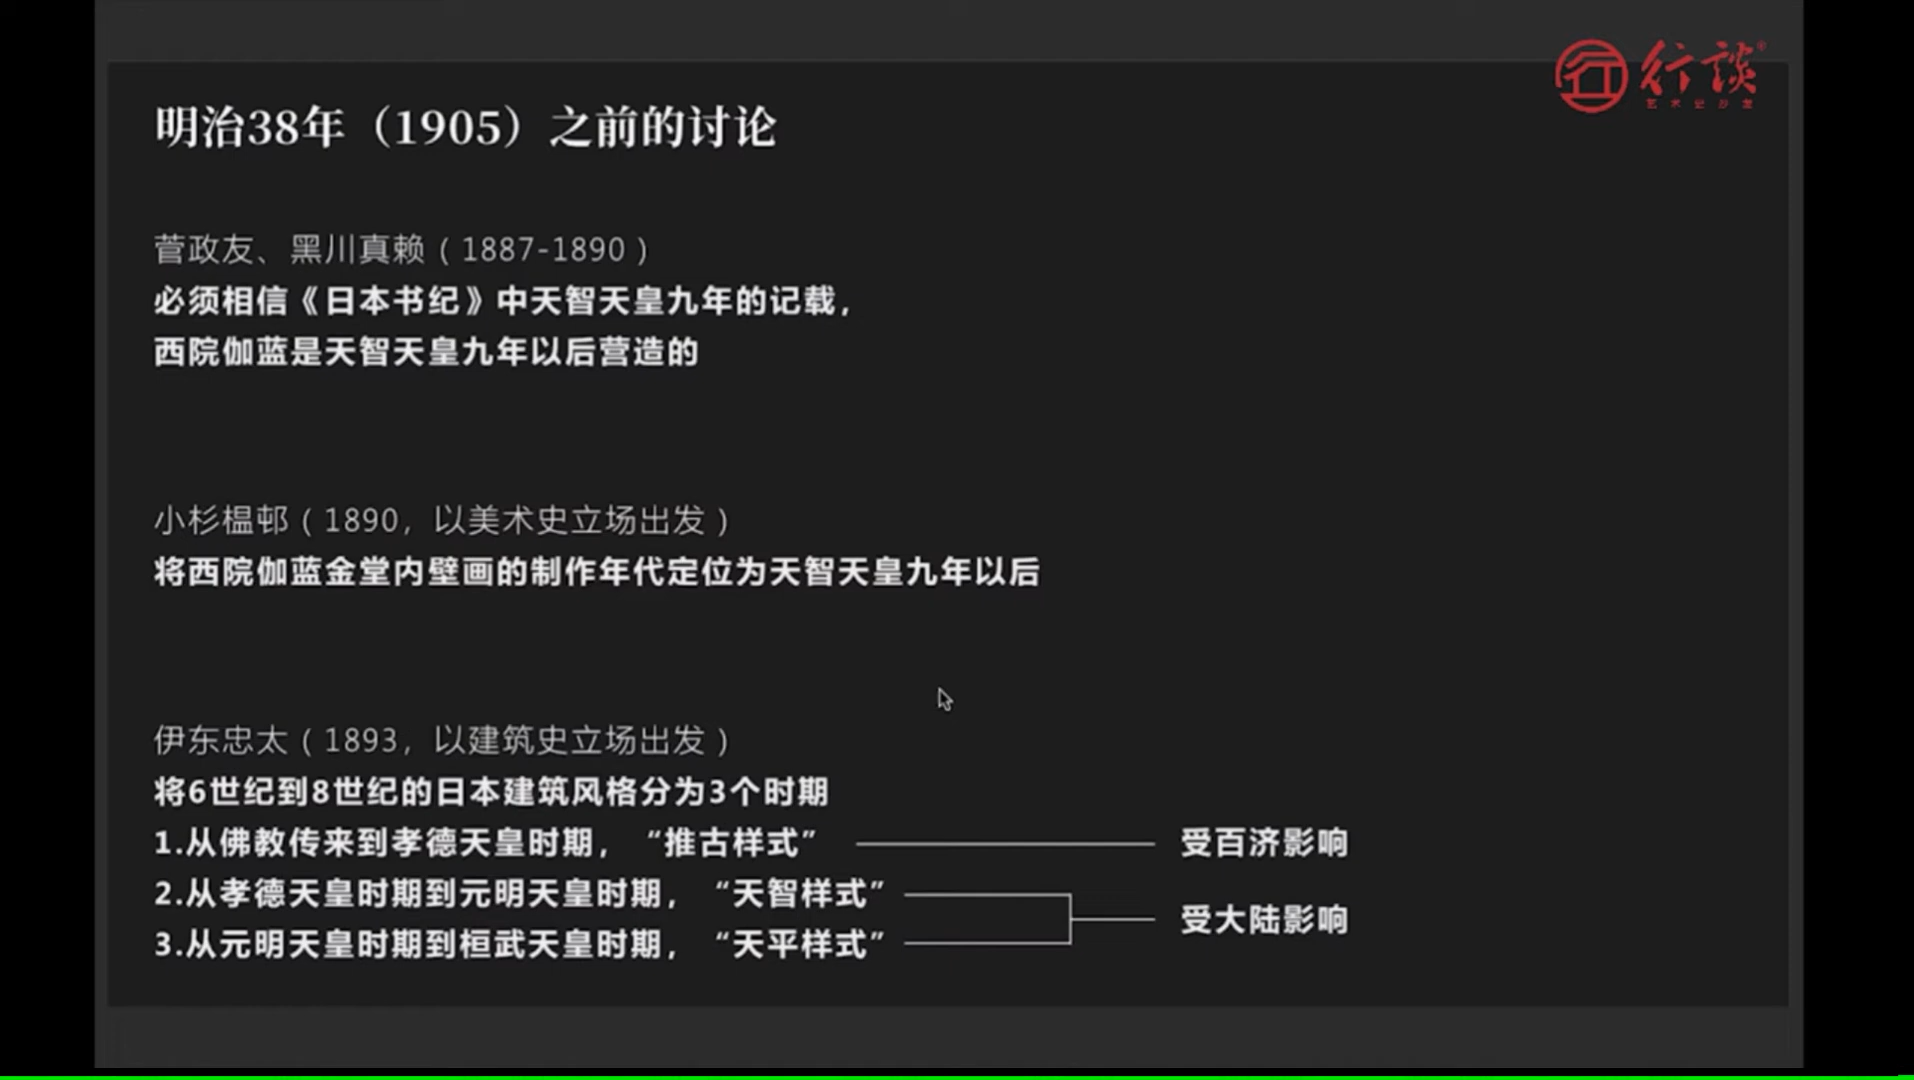 行談®
艺术史沙龙
明治38年（1905）之前的讨论
菅政友、黑川真赖（1887-1890）
必须相信《日本书纪》中天智天皇九年的记载，
西院伽蓝是天智天皇九年以后营造的
小杉榅邨（1890，以美术史立场出发）
将西院伽蓝金堂内壁画的制作年代定位为天智天皇九年以后
伊东忠太（1893，以建筑史立场出发）
将6世纪到8世纪的日本建筑风格分为3个时期
1.从佛教传来到孝德天皇时期，“推古样式” 受百济影响
2.从孝德天皇时期到元明天皇时期，“天智样式”
受大陆影响
3.从元明天皇时期到桓武天皇时期，“天平样式”